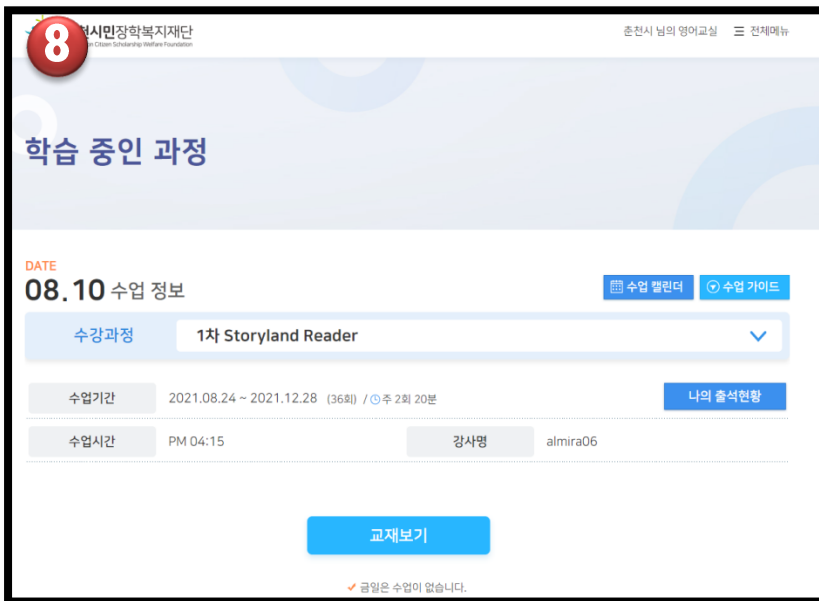 8
시민장학복지재단
n Citizen Scholarship Welfare Foundation
춘천시 님의 영어교실 전체메뉴
학습 중인 과정
DATE
08.10 수업 정보
수업 캘린더 수업 가이드
수강과정 1차 Storyland Reader
수업기간 2021.08.24 ~ 2021.12.28 (36회) / 주 2회 20분 나의 출석현황
수업시간 PM 04:15 강사명 almira06
교재보기
금일은 수업이 없습니다.